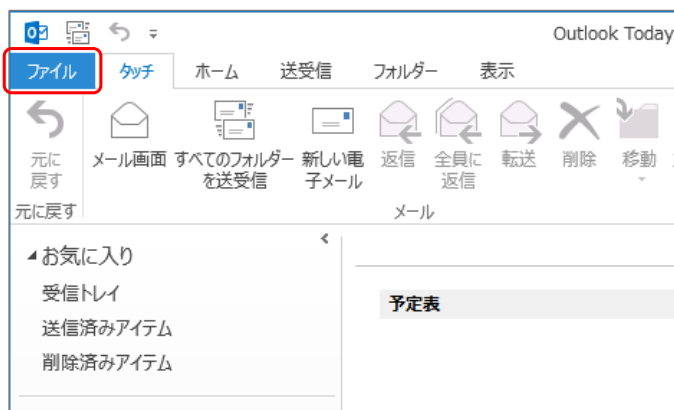 Outlook Today
ファイル タッチ ホーム 送受信 フォルダー 表示
元に
戻す
メール画面
すべてのフォルダー
を送受信
新しい電
子メール
返信
全員に
返信
転送
削除
移動
元に戻す
メール
お気に入り
受信トレイ
送信済みアイテム
削除済みアイテム
予定表